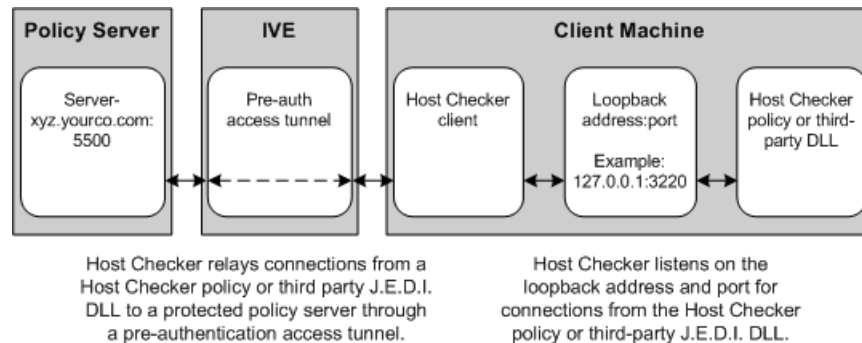 Policy Server
IVE
Client Machine
Server-
xyz.yourco.com:
5500
Pre-auth
access tunnel
Host Checker
client
Loopback
address:port
Example:
127.0.0.1:3220
Host Checker
policy or third-
party DLL
Host Checker relays connections from a
Host Checker policy or third party J.E.D.I.
DLL to a protected policy server through
a pre-authentication access tunnel.
Host Checker listens on the
loopback address and port for
connections from the Host Checker
policy or third-party J.E.D.I. DLL.